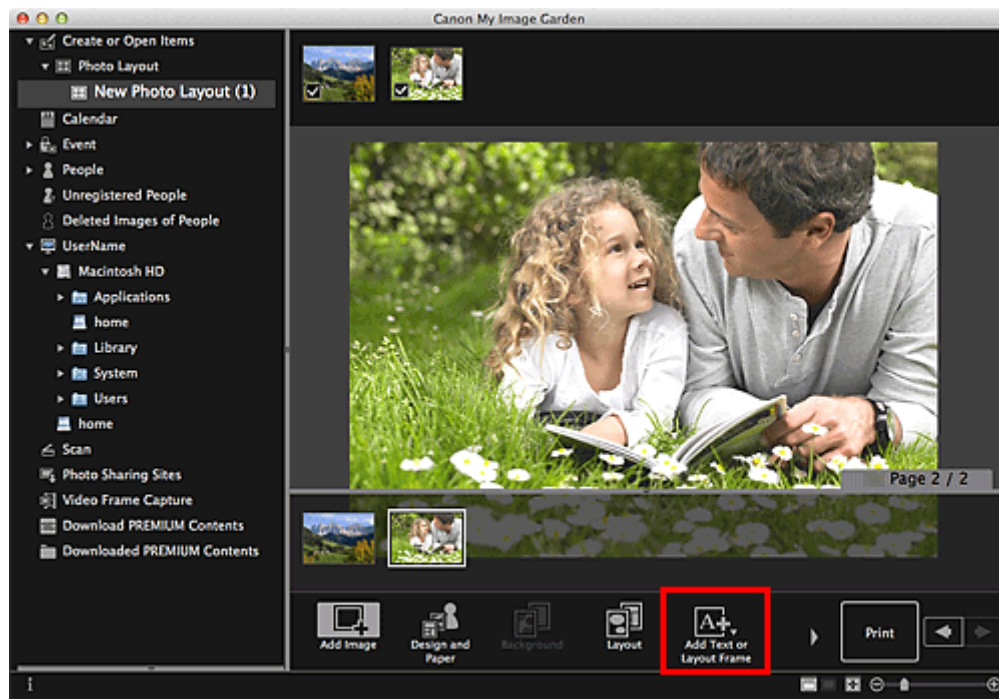 Canon My Image Garden
Create or Open Items
Photo Layout
New Photo Layout (1)
Calendar
Event
People
Unregistered People
Deleted Images of People
UserName
Macintosh HD
Applications
home
Library
System
Users
home
Scan
Photo Sharing Sites
Video Frame Capture
Download PREMIUM Contents
Downloaded PREMIUM Contents
Page 2 / 2
Add Image
Design and
Paper
Background
Layout
A+
Add Text or
Layout Frame
Print